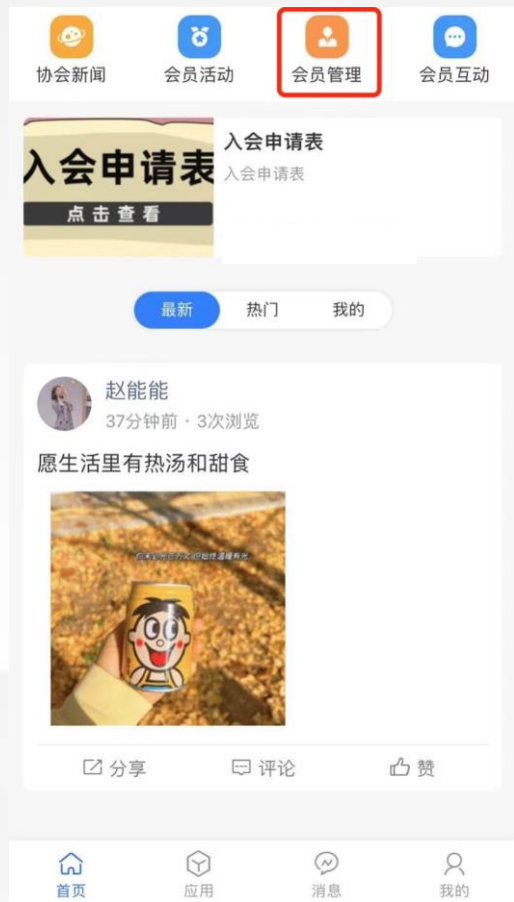 协会新闻
会员活动
会员管理
会员互动
入会申请表
点击查看
入会申请表
入会申请表
最新
热门
我的
赵能能
37分钟前 · 3次浏览
愿生活里有热汤和甜食
分享
评论
赞
首页
应用
消息
我的